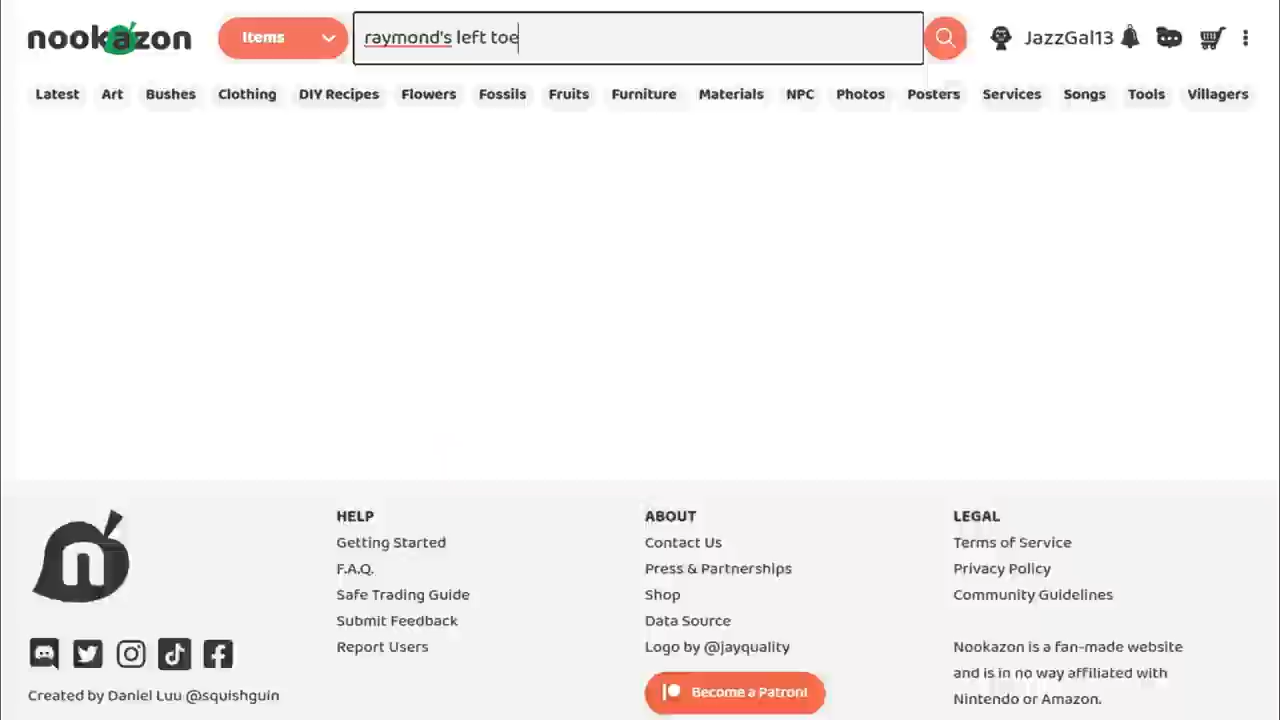 nookazon Items raymond's left toe JazzGal13
Latest Art Bushes Clothing DIY Recipes Flowers Fossils Fruits Furniture Materials NPC Photos Posters Services Songs Tools Villagers
n
HELP
Getting Started
F.A.Q.
Safe Trading Guide
Submit Feedback
Report Users
ABOUT
Contact Us
Press & Partnerships
Shop
Data Source
Logo by @jayquality
Become a Patron!
LEGAL
Terms of Service
Privacy Policy
Community Guidelines
Nookazon is a fan-made website
and is in no way affiliated with
Nintendo or Amazon.
Created by Daniel Luu @squishguin